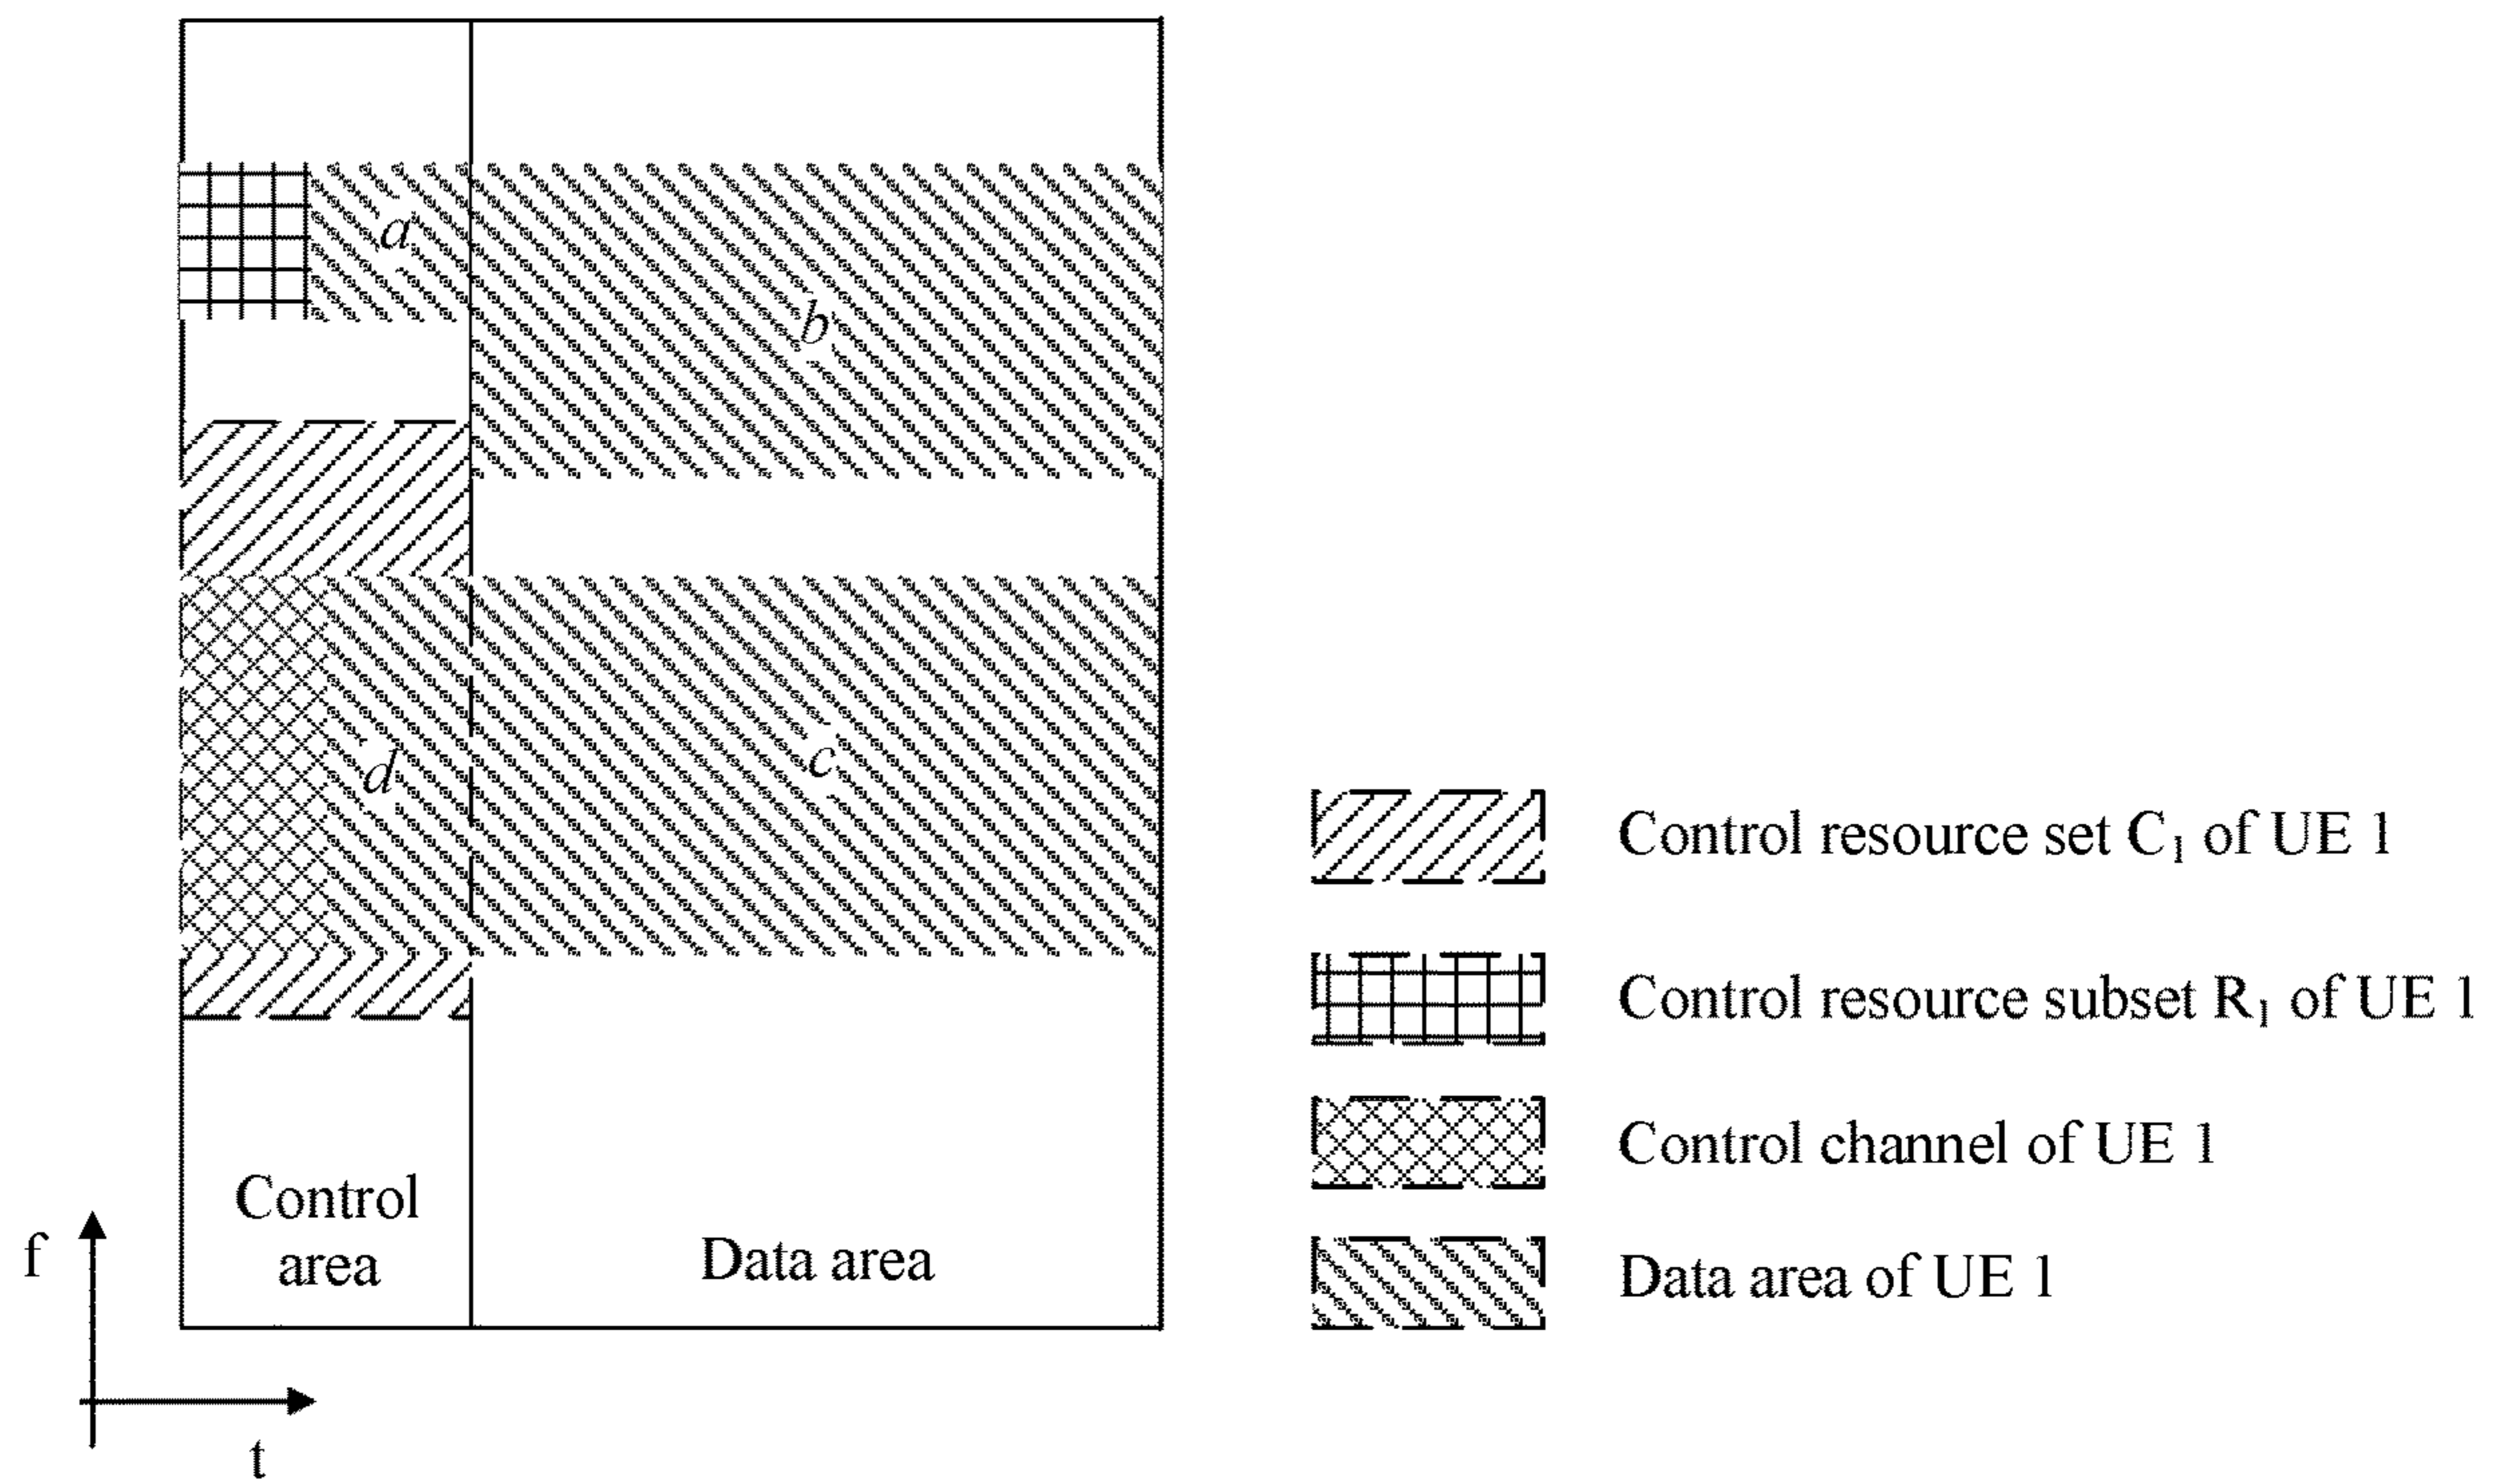 a
b
d
c
Control
area
Data area
f
t
Control resource set C₁ of UE 1
Control resource subset R₁ of UE 1
Control channel of UE 1
Data area of UE 1